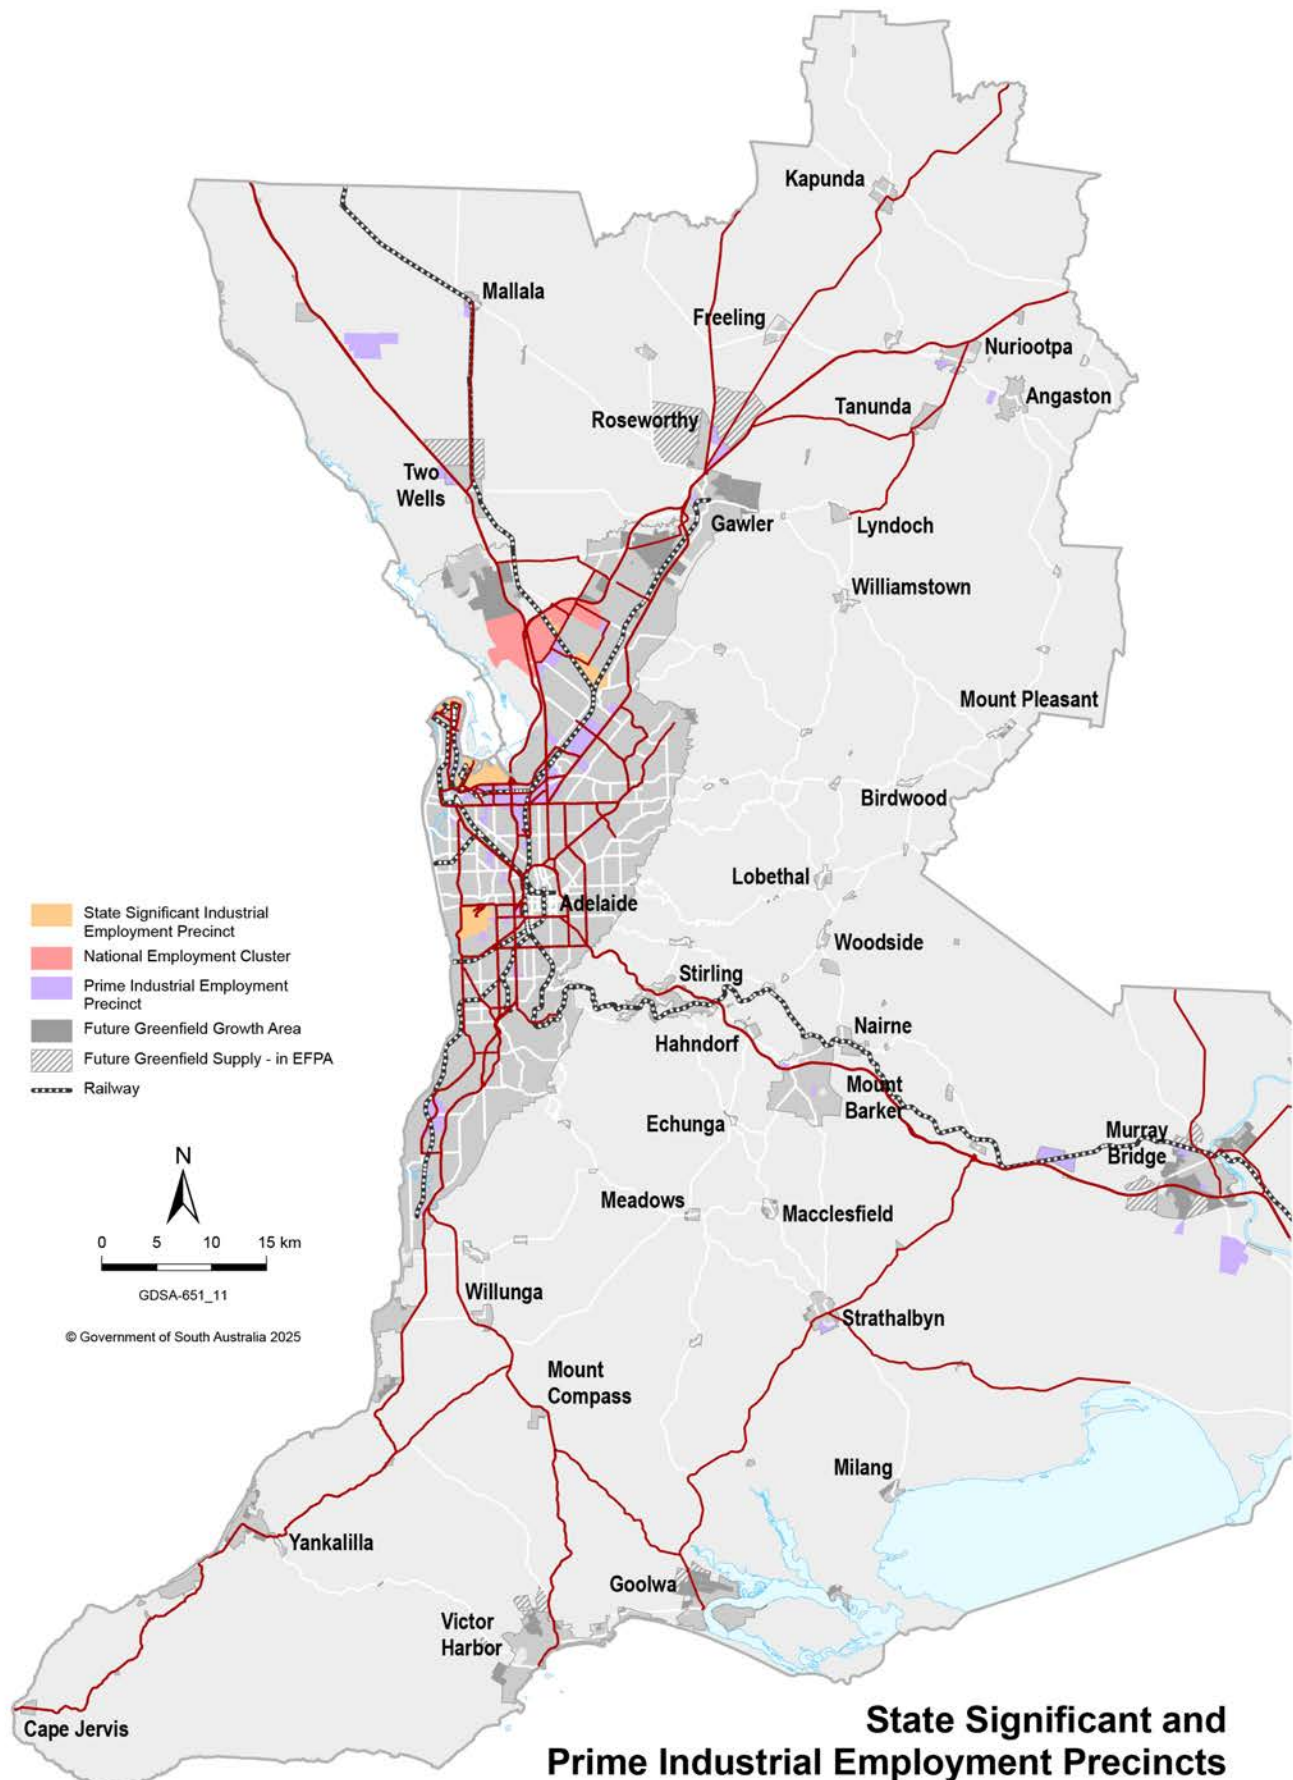 Kapunda
Mallala
Freeling
Nuriootpa
Angaston
Tanunda
Roseworthy
Two
Wells
Gawler
Lyndoch
Williamstown
Mount Pleasant
Birdwood
Lobethal
Adelaide
Woodside
Stirling
Nairne
Hahndorf
Mount
Barker
Echunga
Murray
Bridge
Meadows
Macclesfield
Willunga
Strathalbyn
Mount
Compass
Milang
Yankalilla
Goolwa
Victor
Harbor
Cape Jervis
State Significant Industrial
Employment Precinct
National Employment Cluster
Prime Industrial Employment
Precinct
Future Greenfield Growth Area
Future Greenfield Supply - in EFPA
Railway
N
0 5 10 15 km
GDSA-651_11
© Government of South Australia 2025
State Significant and
Prime Industrial Employment Precincts